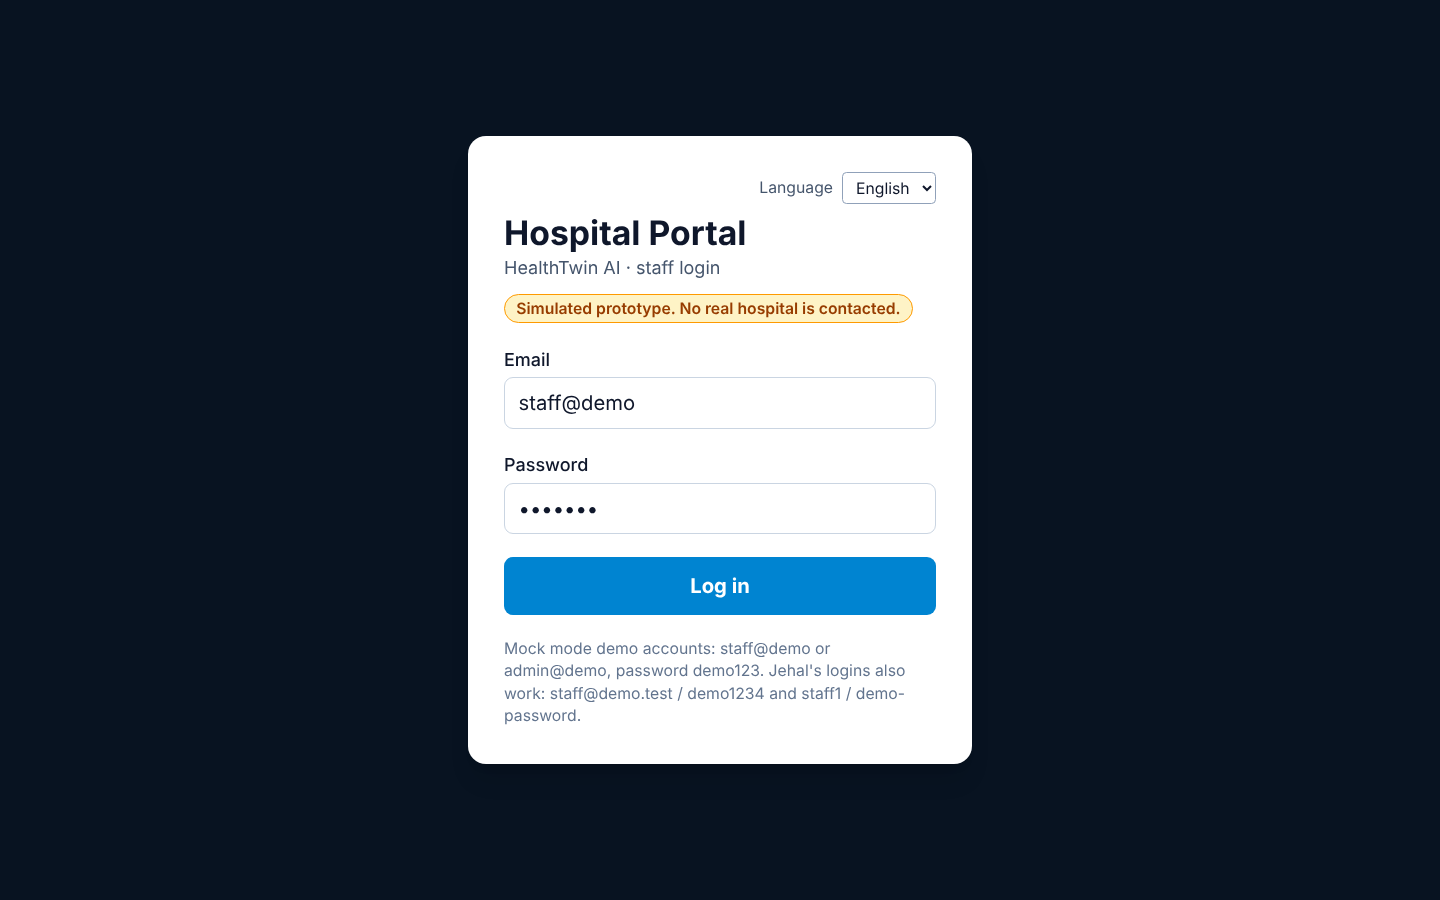 Language English
Hospital Portal
HealthTwin AI · staff login
Simulated prototype. No real hospital is contacted.
Email
staff@demo
Password
•••••••
Log in
Mock mode demo accounts: staff@demo or
admin@demo, password demo123. Jehal's logins also
work: staff@demo.test / demo1234 and staff1 / demo-
password.